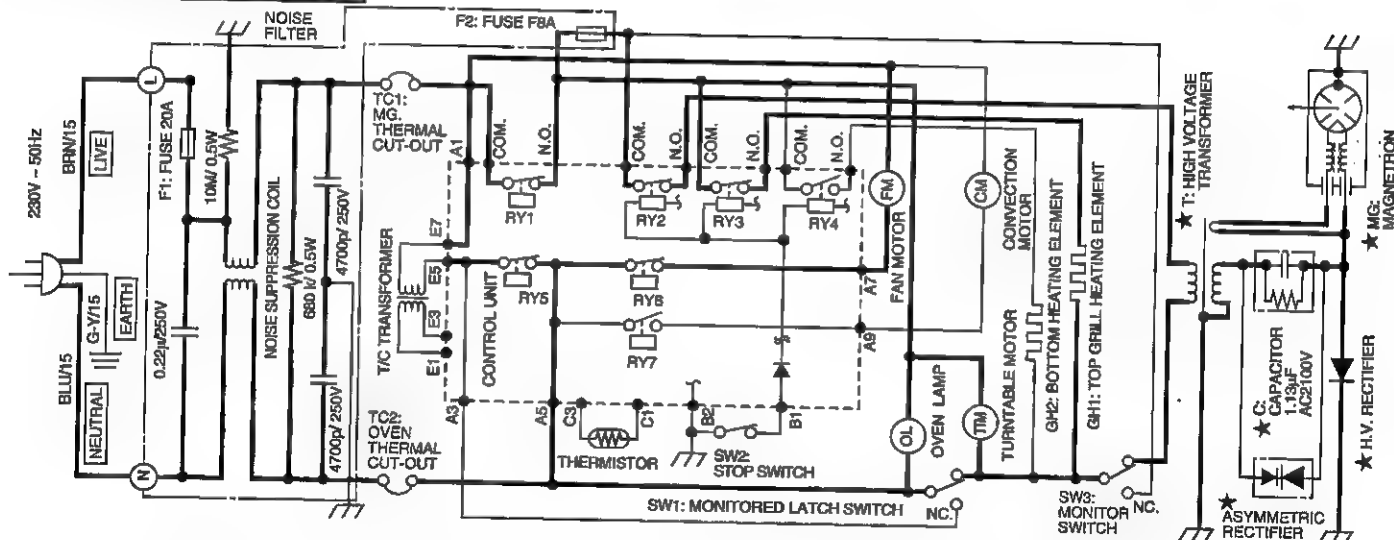 NOISE
FILTER
F2: FUSE F8A
230V ~ 50Hz
BRN/15
LIVE
L
F1: FUSE 20A
10M/ 0.5W
G-Y/15
EARTH
BLU/15
NEUTRAL
N
0.22µ/250V
NOISE SUPPRESSION COIL
680 k/ 0.5W
4700p/ 250V
4700p/ 250V
TC1:
MG.
THERMAL
CUT-OUT
TC2:
OVEN
THERMAL
CUT-OUT
T/C TRANSFORMER
CONTROL UNIT
A1
E7
E5
E3
E1
A3
A5
C3
C1
B2
B1
A7
A9
COM.
N.O.
COM.
N.O.
COM.
N.O.
COM.
N.O.
RY1
RY2
RY3
RY4
RY5
RY6
RY7
THERMISTOR
SW2:
STOP SWITCH
FM
FAN MOTOR
CM
CONVECTION
MOTOR
OL
OVEN LAMP
TTM
TURNTABLE MOTOR
GH2: BOTTOM HEATING ELEMENT
GH1: TOP GRILL HEATING ELEMENT
SW1: MONITORED LATCH SWITCH
NC.
SW3:
MONITOR
SWITCH
NC.
★ T: HIGH VOLTAGE
TRANSFORMER
★ C:
CAPACITOR
1.13µF
AC2100V
★ ASYMMETRIC
RECTIFIER
★ H.V. RECTIFIER
★ MG:
MAGNETRON